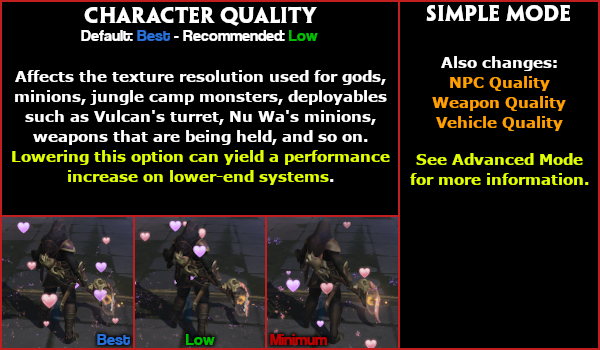 CHARACTER QUALITY
Default: Best - Recommended: Low
Affects the texture resolution used for gods,
minions, jungle camp monsters, deployables
such as Vulcan's turret, Nu Wa's minions,
weapons that are being held, and so on.
Lowering this option can yield a performance
increase on lower-end systems.
SIMPLE MODE
Also changes:
NPC Quality
Weapon Quality
Vehicle Quality
See Advanced Mode
for more information.
Best
Low
Minimum